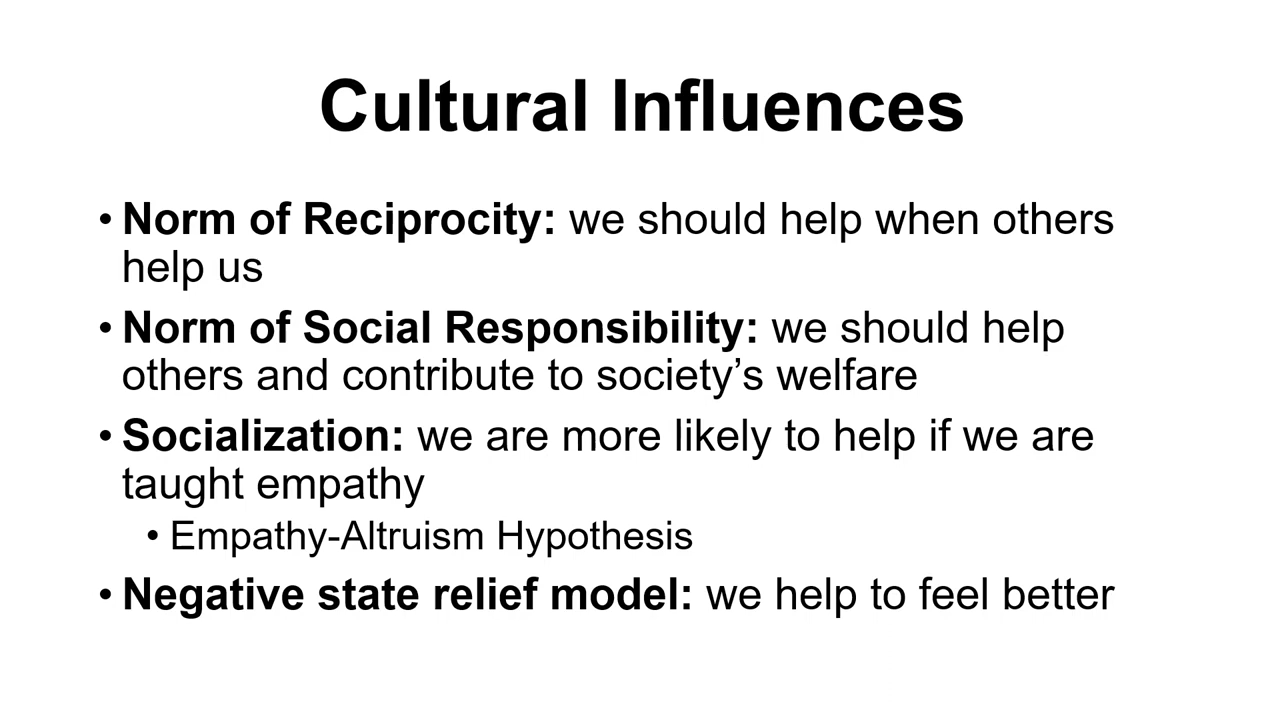 Cultural Influences
• Norm of Reciprocity: we should help when others
help us
• Norm of Social Responsibility: we should help
others and contribute to society’s welfare
• Socialization: we are more likely to help if we are
taught empathy
• Empathy-Altruism Hypothesis
• Negative state relief model: we help to feel better